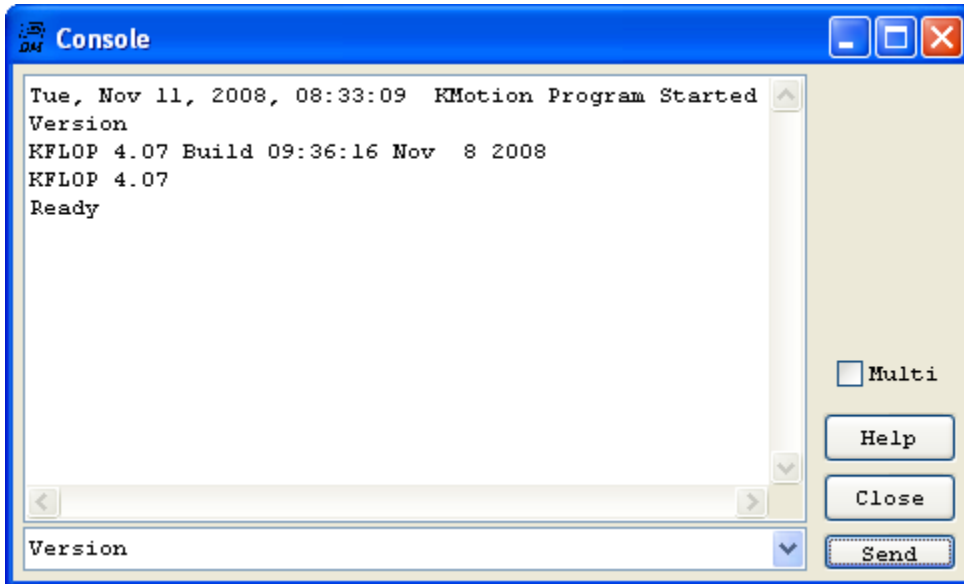 Console
Tue, Nov 11, 2008, 08:33:09  KMotion Program Started
Version
KFLOP 4.07 Build 09:36:16 Nov  8 2008
KFLOP 4.07
Ready
Multi
Help
Close
Version
Send